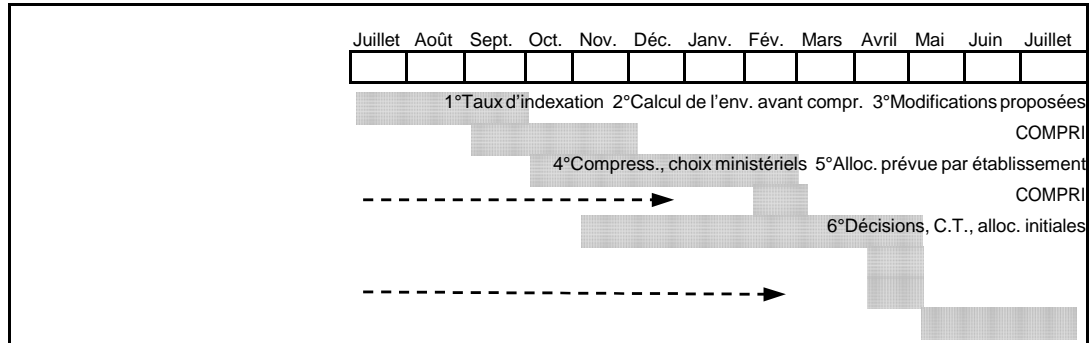 Juillet Août Sept. Oct. Nov. Déc. Janv. Fév. Mars Avril Mai Juin Juillet
1°Taux d'indexation 2°Calcul de l'env. avant compr. 3°Modifications proposées
COMPRI
4°Compress., choix ministériels 5°Alloc. prévue par établissement
COMPRI
6°Décisions, C.T., alloc. initiales